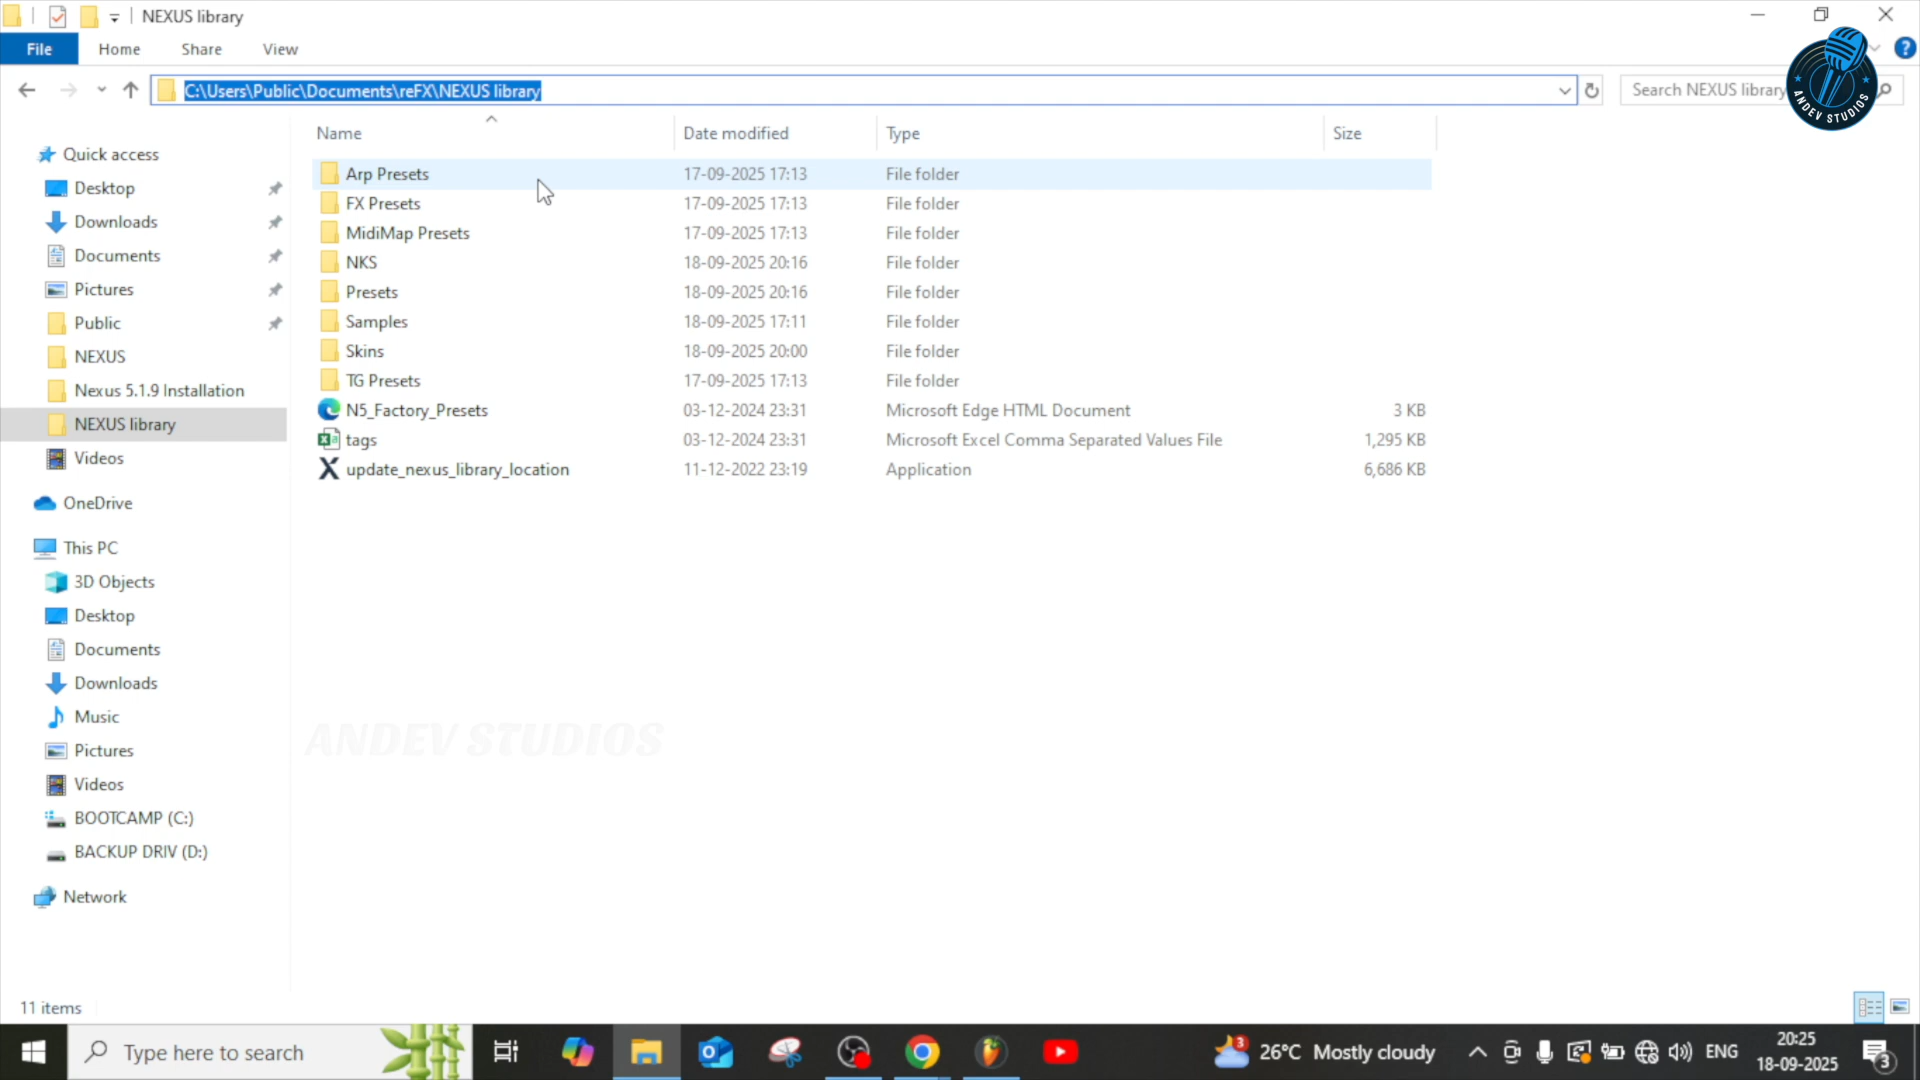 NEXUS library
File Home Share View
C:\Users\Public\Documents\reFX\NEXUS library
Search NEXUS library
ANDEV STUDIOS
Name Date modified Type Size
Quick access
Desktop
Downloads
Documents
Pictures
Public
NEXUS
Nexus 5.1.9 Installation
NEXUS library
Videos
OneDrive
This PC
3D Objects
Desktop
Documents
Downloads
Music
Pictures
Videos
BOOTCAMP (C:)
BACKUP DRIV (D:)
Network
Arp Presets 17-09-2025 17:13 File folder
FX Presets 17-09-2025 17:13 File folder
MidiMap Presets 17-09-2025 17:13 File folder
NKS 18-09-2025 20:16 File folder
Presets 18-09-2025 20:16 File folder
Samples 18-09-2025 17:11 File folder
Skins 18-09-2025 20:00 File folder
TG Presets 17-09-2025 17:13 File folder
N5_Factory_Presets 03-12-2024 23:31 Microsoft Edge HTML Document 3 KB
tags 03-12-2024 23:31 Microsoft Excel Comma Separated Values File 1,295 KB
update_nexus_library_location 11-12-2022 23:19 Application 6,686 KB
ANDEV STUDIOS
11 items
Type here to search
3
26°C Mostly cloudy
ENG
20:25
18-09-2025
3